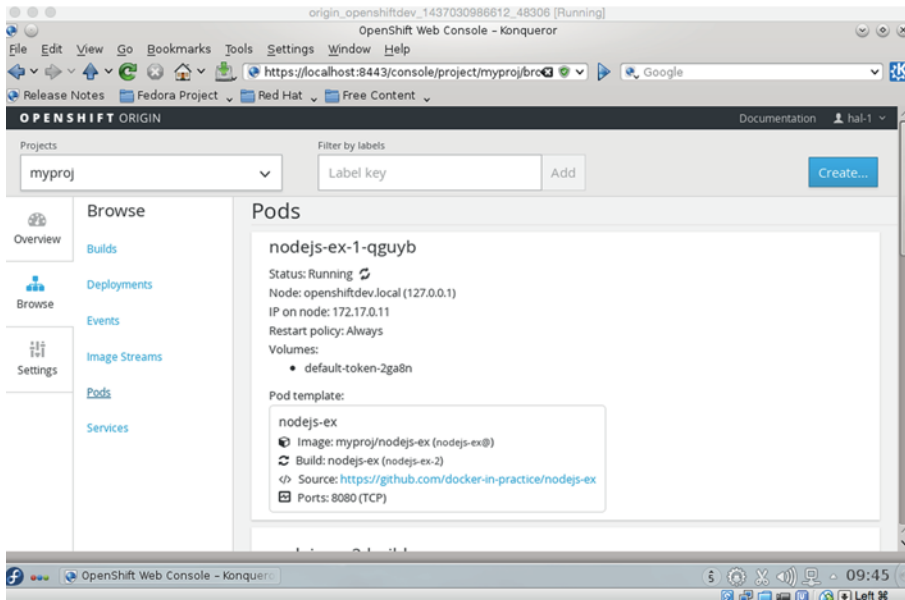 origin_openshiftdev_1437030986612_48306 [Running]
OpenShift Web Console – Konqueror
File Edit View Go Bookmarks Tools Settings Window Help
https://localhost:8443/console/project/myproj/bro
Google
Release Notes Fedora Project Red Hat Free Content
OPENSHIFT ORIGIN
Documentation hal-1
Projects
Filter by labels
myproj
Label key
Add
Create...
Overview
Browse
Settings
Browse
Builds
Deployments
Events
Image Streams
Pods
Services
Pods
nodejs-ex-1-qguyb
Status: Running
Node: openshiftdev.local (127.0.0.1)
IP on node: 172.17.0.11
Restart policy: Always
Volumes:
default-token-2ga8n
Pod template:
nodejs-ex
Image: myproj/nodejs-ex (nodejs-ex@)
Build: nodejs-ex (nodejs-ex-2)
</> Source: https://github.com/docker-in-practice/nodejs-ex
Ports: 8080 (TCP)
OpenShift Web Console – Konquero
09:45
Left ⌘